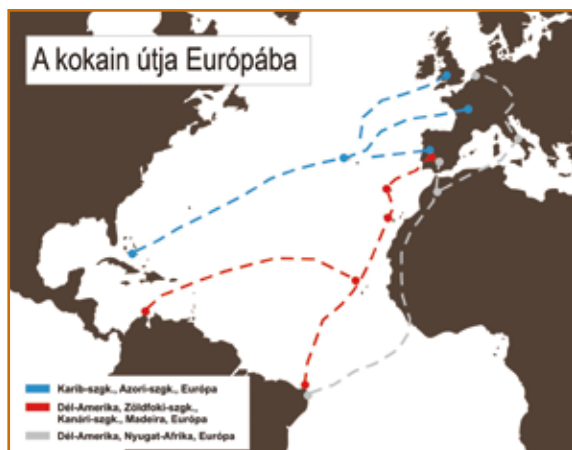 A kokain útja Európába
Karib-szgk., Azori-szgk., Európa
Dél-Amerika, Zöldfoki-szgk.,
Kanári-szgk., Madeira, Európa
Dél-Amerika, Nyugat-Afrika, Európa